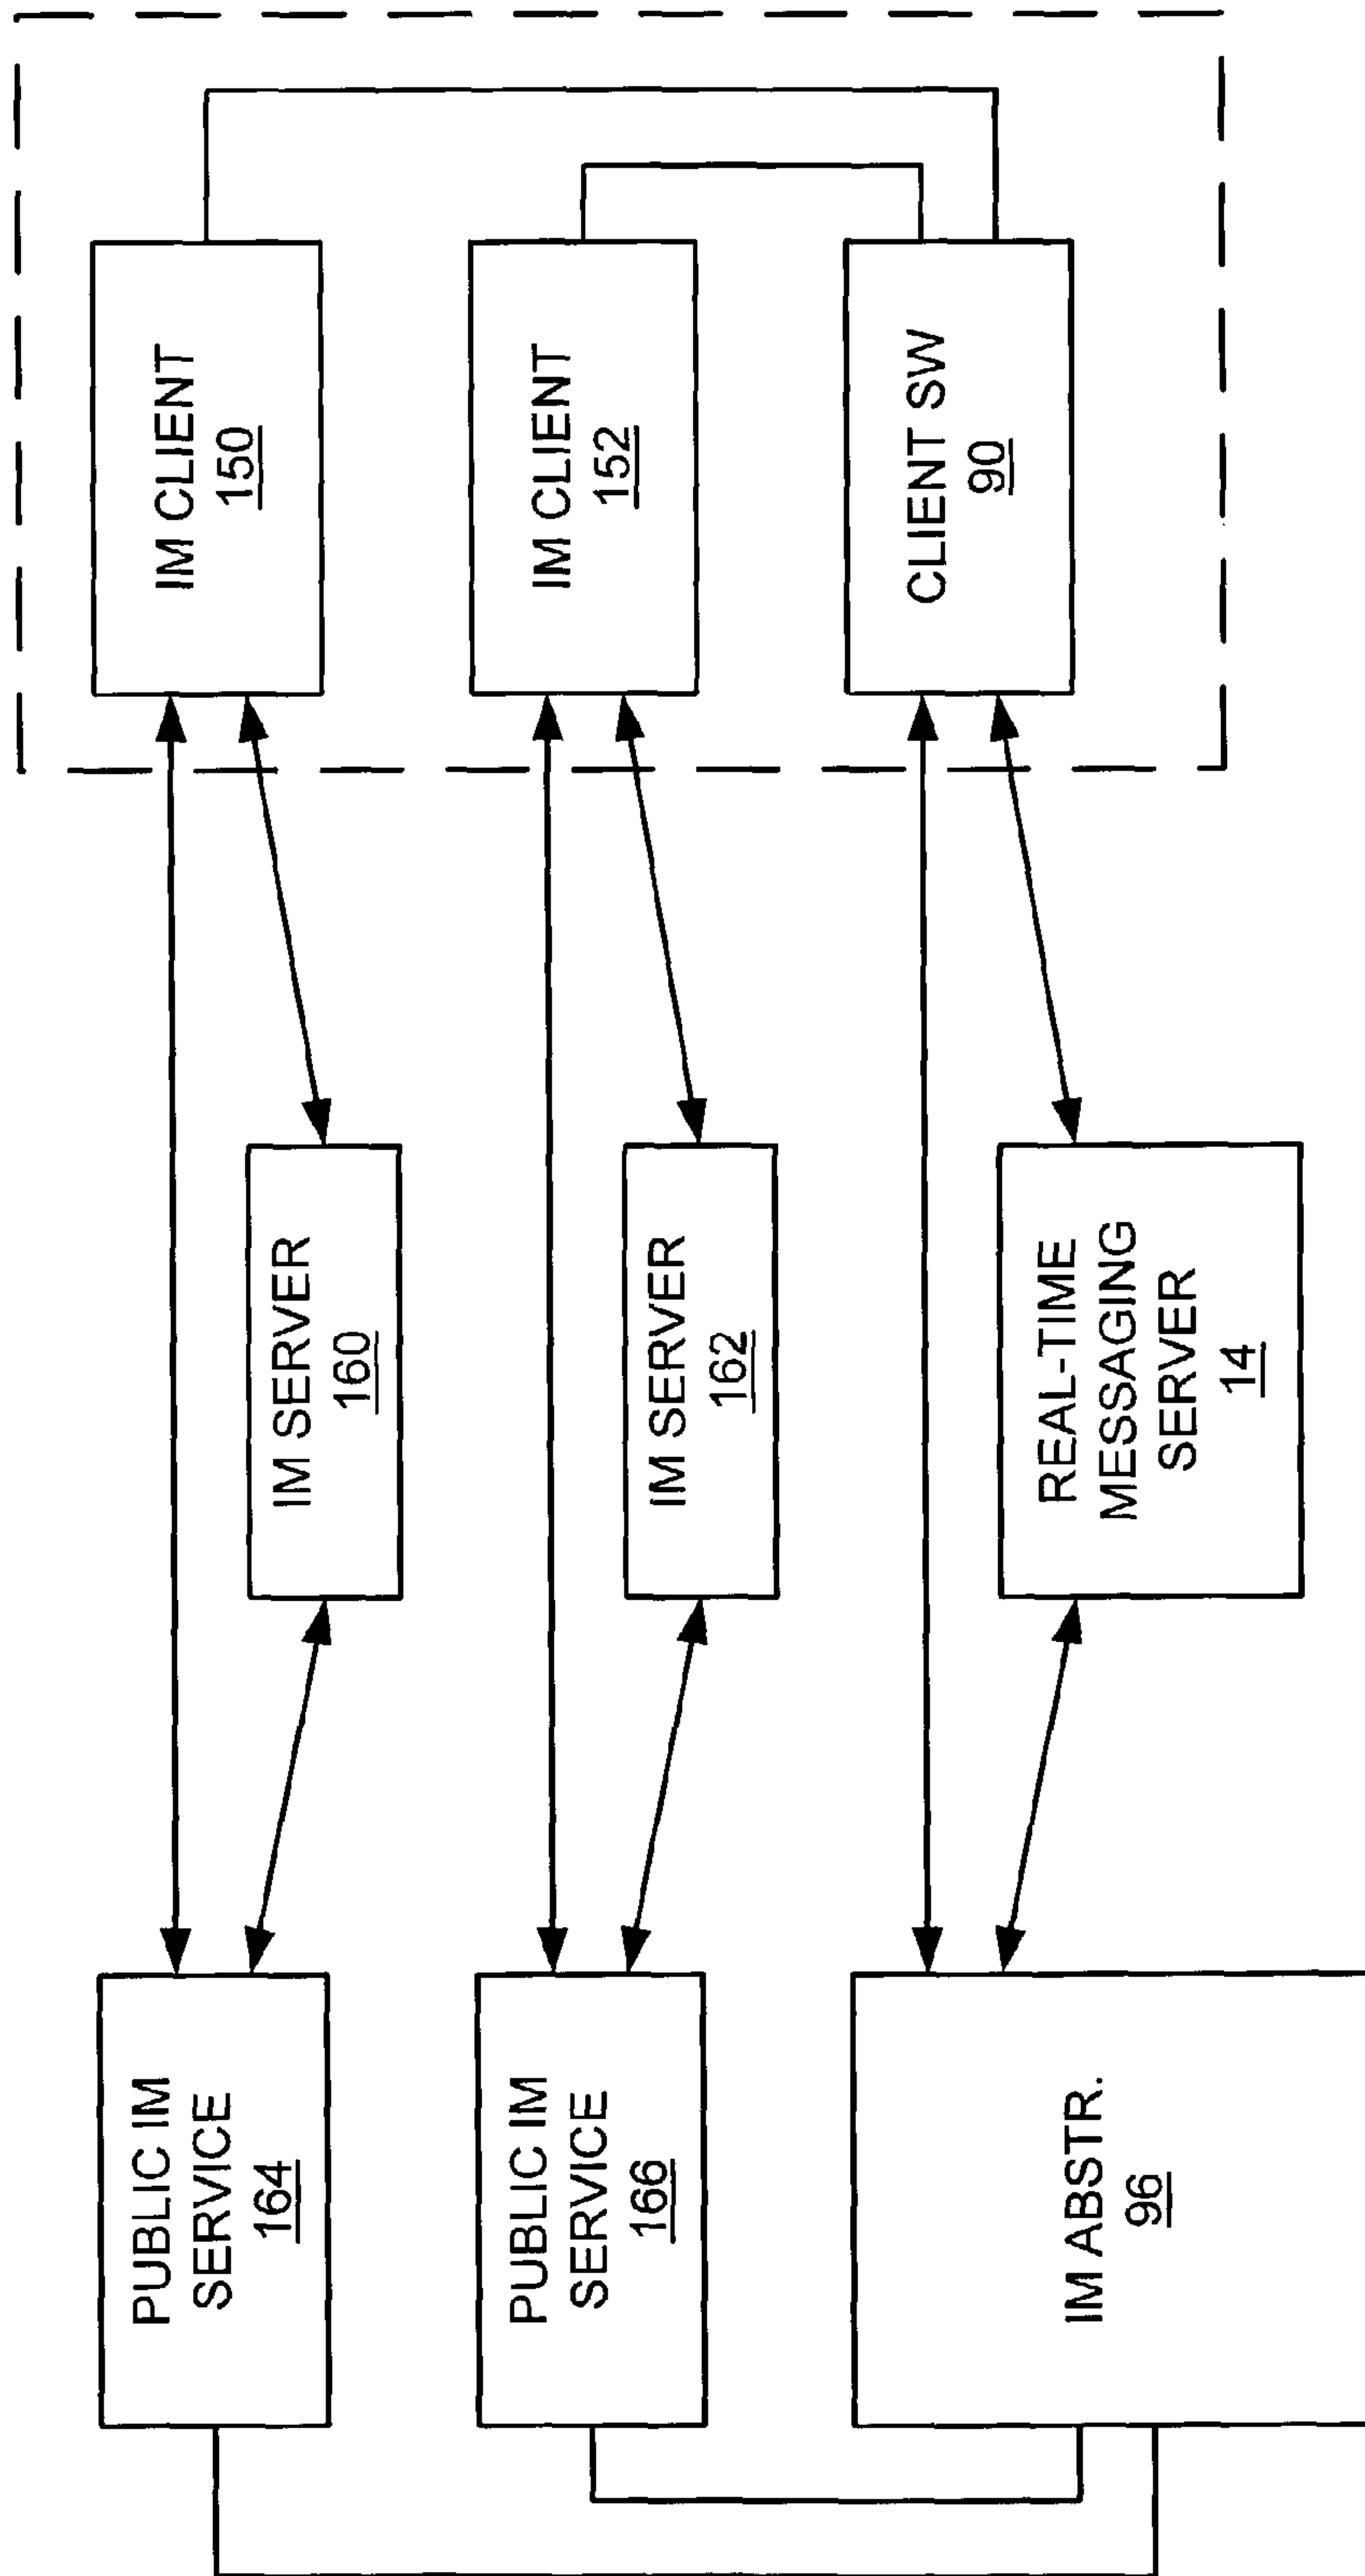 PUBLIC IM
SERVICE
164
IM SERVER
160
IM CLIENT
150
PUBLIC IM
SERVICE
166
IM SERVER
162
IM CLIENT
152
IM ABSTR.
96
REAL-TIME
MESSAGING
SERVER
14
CLIENT SW
90